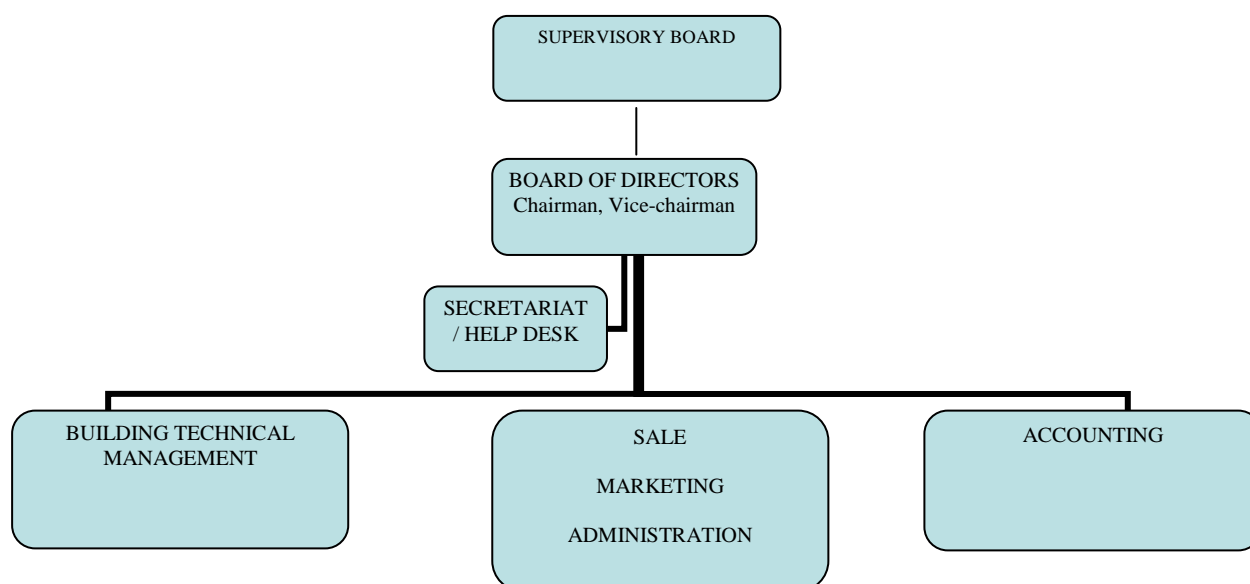 SUPERVISORY BOARD
BOARD OF DIRECTORS
Chairman, Vice-chairman
SECRETARIAT
/ HELP DESK
BUILDING TECHNICAL
MANAGEMENT
SALE
MARKETING
ADMINISTRATION
ACCOUNTING